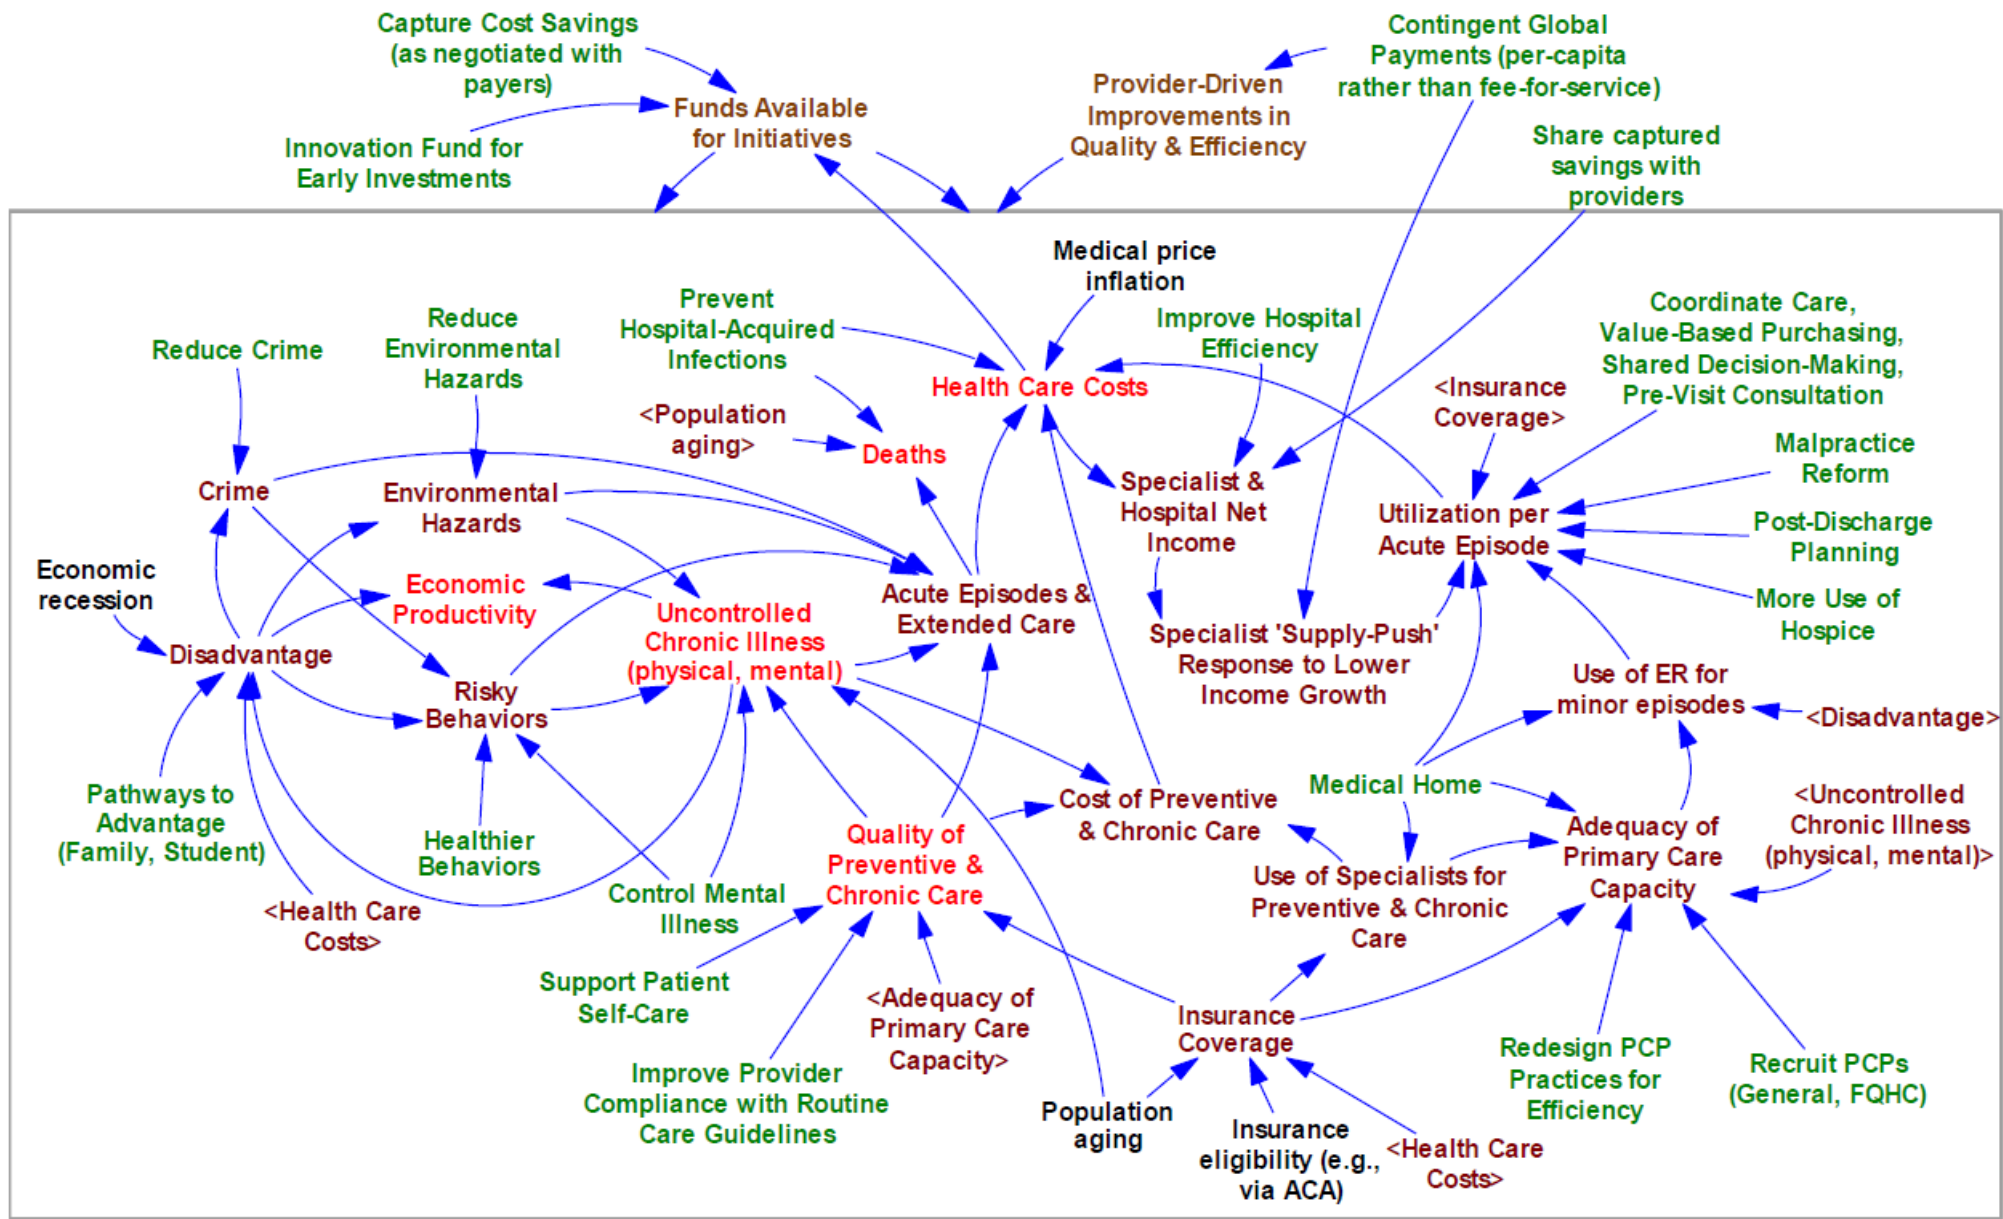 Capture Cost Savings
(as negotiated with
payers)
Contingent Global
Payments (per-capita
rather than fee-for-service)
Provider-Driven
Improvements in
Quality & Efficiency
Funds Available
for Initiatives
Innovation Fund for
Early Investments
Share captured
savings with
providers
Medical price
inflation
Prevent
Hospital-Acquired
Infections
Reduce
Environmental
Hazards
Reduce Crime
Improve Hospital
Efficiency
Coordinate Care,
Value-Based Purchasing,
Shared Decision-Making,
Pre-Visit Consultation
Health Care Costs
<Insurance
Coverage>
<Population
aging>
Deaths
Malpractice
Reform
Crime
Environmental
Hazards
Specialist &
Hospital Net
Income
Utilization per
Acute Episode
Post-Discharge
Planning
Economic
recession
Economic
Productivity
Uncontrolled
Chronic Illness
(physical, mental)
Acute Episodes &
Extended Care
More Use of
Hospice
Disadvantage
Specialist 'Supply-Push'
Response to Lower
Income Growth
Use of ER for
minor episodes
Risky
Behaviors
<Disadvantage>
Pathways to
Advantage
(Family, Student)
Healthier
Behaviors
Medical Home
Cost of Preventive
& Chronic Care
<Uncontrolled
Chronic Illness
(physical, mental)>
Quality of
Preventive &
Chronic Care
Adequacy of
Primary Care
Capacity
Use of Specialists for
Preventive & Chronic
Care
Control Mental
Illness
<Health Care
Costs>
Support Patient
Self-Care
<Adequacy of
Primary Care
Capacity>
Insurance
Coverage
Improve Provider
Compliance with Routine
Care Guidelines
Redesign PCP
Practices for
Efficiency
Recruit PCPs
(General, FQHC)
Population
aging
Insurance
eligibility (e.g.,
via ACA)
<Health Care
Costs>